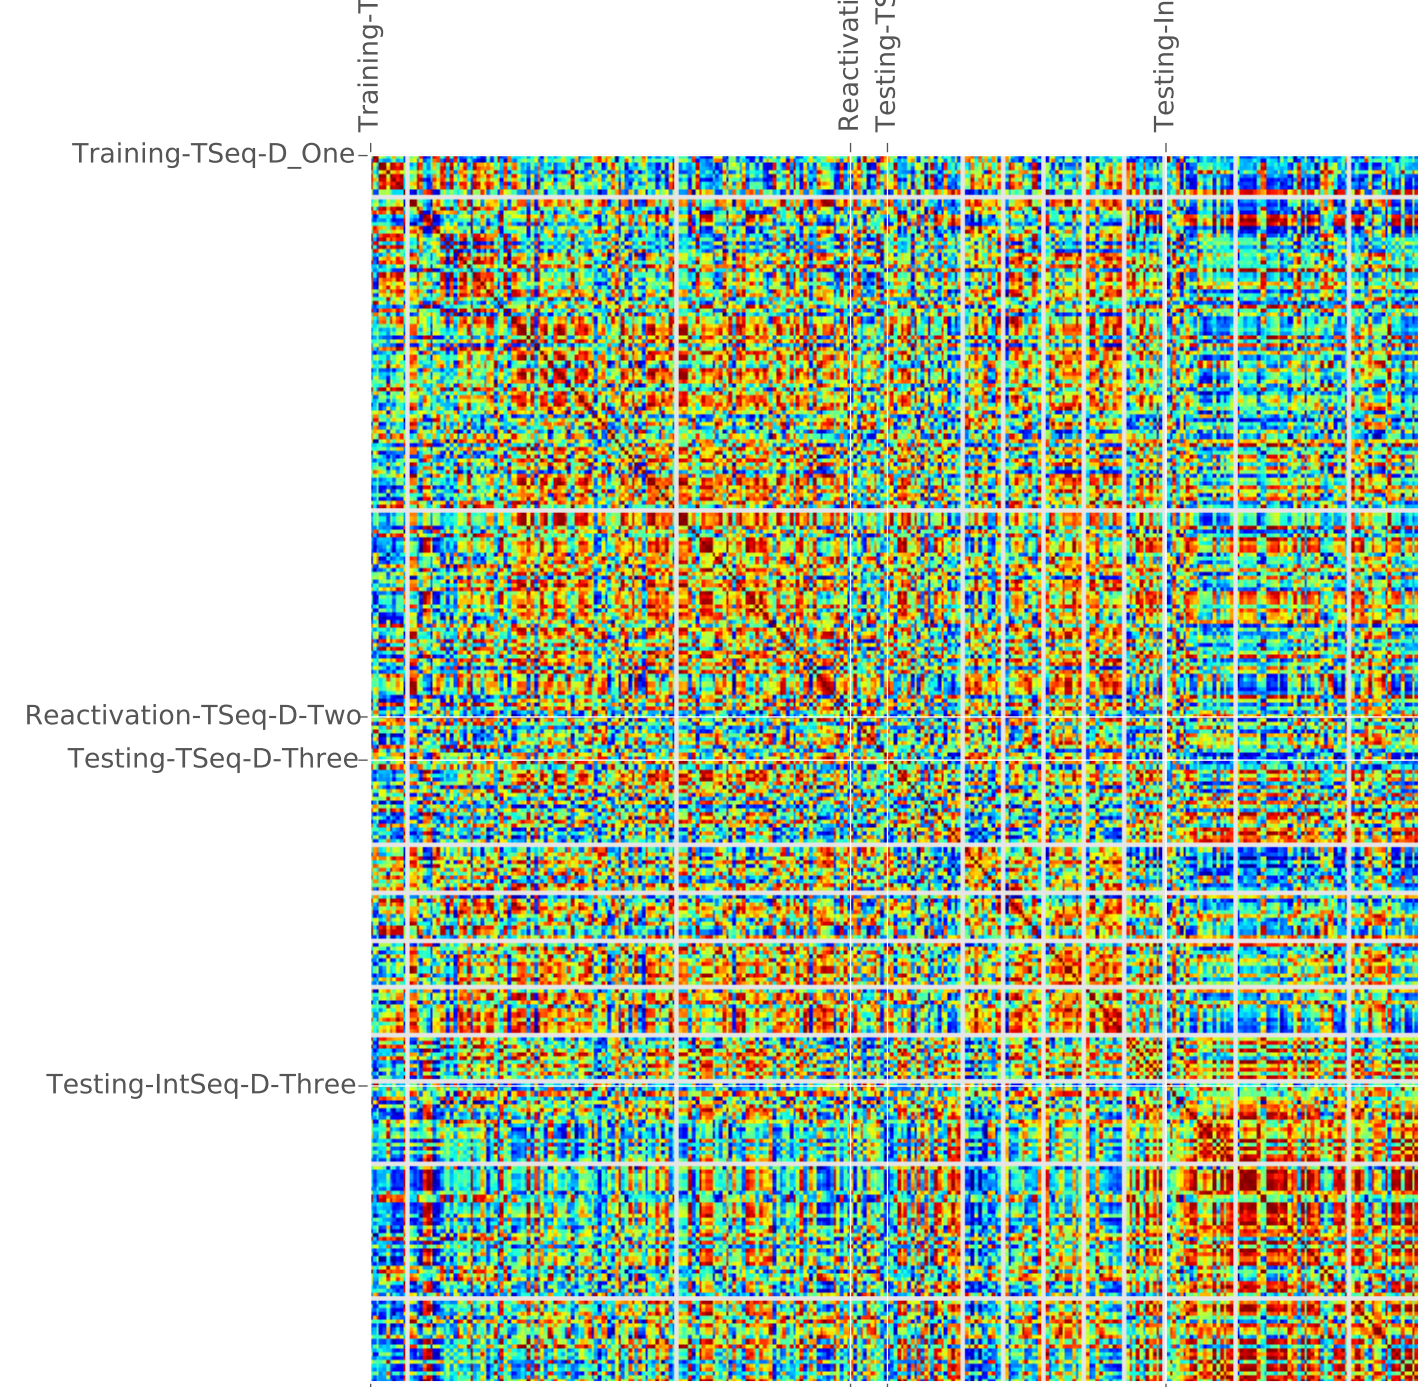 Training-T
Reactivati
Testing-TS
Testing-In
Training-TSeq-D_One
Reactivation-TSeq-D-Two
Testing-TSeq-D-Three
Testing-IntSeq-D-Three